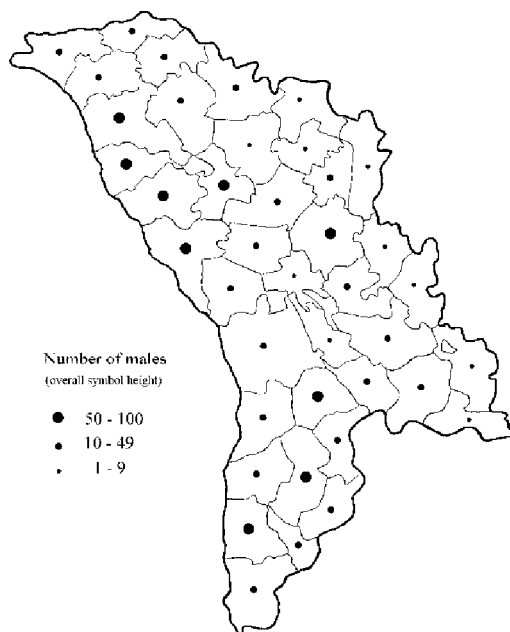 Number of males
(overall symbol height)
50 - 100
10 - 49
1 - 9